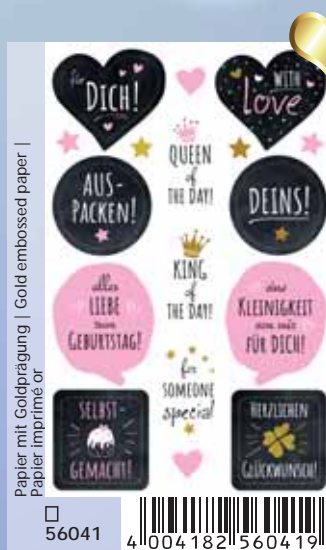 Papier mit Goldprägung | Gold embossed paper |
Papier imprimé or
für
DICH!
WITH
Love
QUEEN
of
THE DAY!
AUS-
PACKEN!
DEINS!
KING
of
THE DAY!
alles
LIEBE
zum
GEBURTSTAG!
eine
KLEINIGKEIT
von mir
FÜR DICH!
for
SOMEONE
special
SELBST-
GEMACHT!
HERZLICHEN
GLÜCKWUNSCH!
56041
4 004182 560419